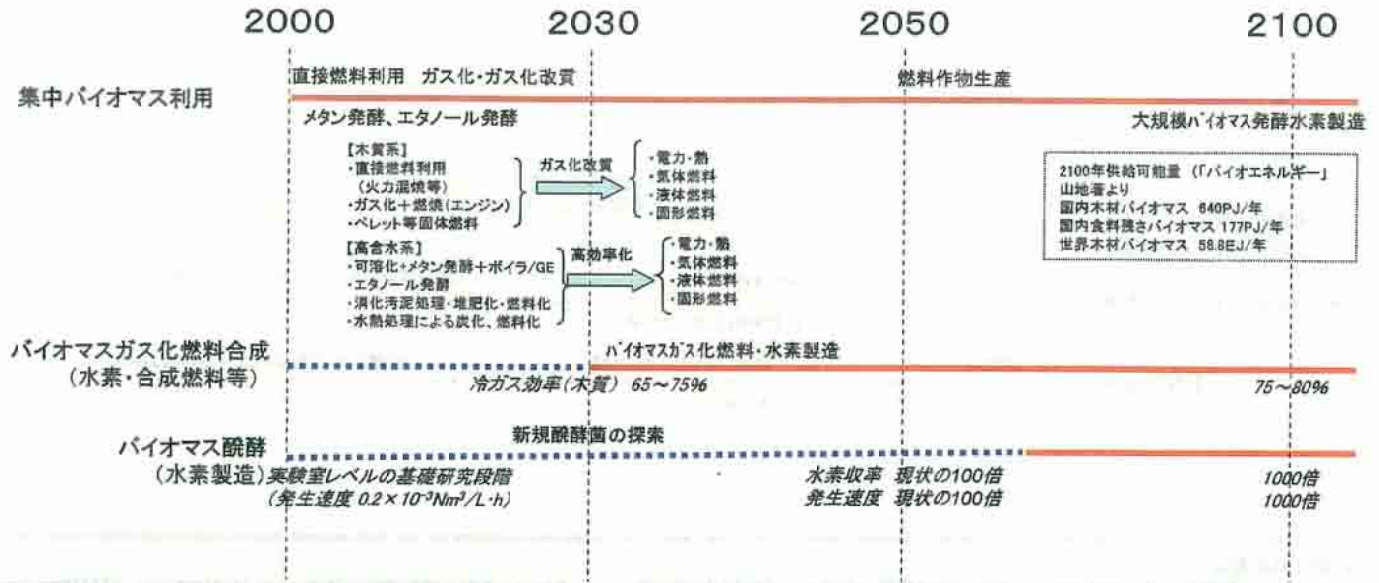 2000 2030 2050 2100
集中バイオマス利用
直接燃料利用 ガス化・ガス化改質
燃料作物生産
メタン発酵、エタノール発酵
大規模バイオマス発酵水素製造
【木質系】
・直接燃料利用
(火力混焼等)
・ガス化+燃焼(エンジン)
・ペレット等固体燃料
ガス化改質
・電力・熱
・気体燃料
・液体燃料
・固形燃料
【高含水系】
・可溶化+メタン発酵+ボイラ/GE
・エタノール発酵
・消化汚泥処理・堆肥化・燃料化
・水熱処理による炭化、燃料化
高効率化
・電力・熱
・気体燃料
・液体燃料
・固形燃料
2100年供給可能量 (「バイオエネルギー」
山地著より
国内木材バイオマス 640PJ/年
国内食料残さバイオマス 177PJ/年
世界木材バイオマス 58.8EJ/年
バイオマスガス化燃料合成
(水素・合成燃料等)
バイオマスガス化燃料・水素製造
冷ガス効率(木質) 65~75%
75~80%
バイオマス醗酵
(水素製造)
新規醗酵菌の探索
実験室レベルの基礎研究段階
(発生速度 0.2×10⁻³Nm³/L・h)
水素収率 現状の100倍
発生速度 現状の100倍
1000倍
1000倍